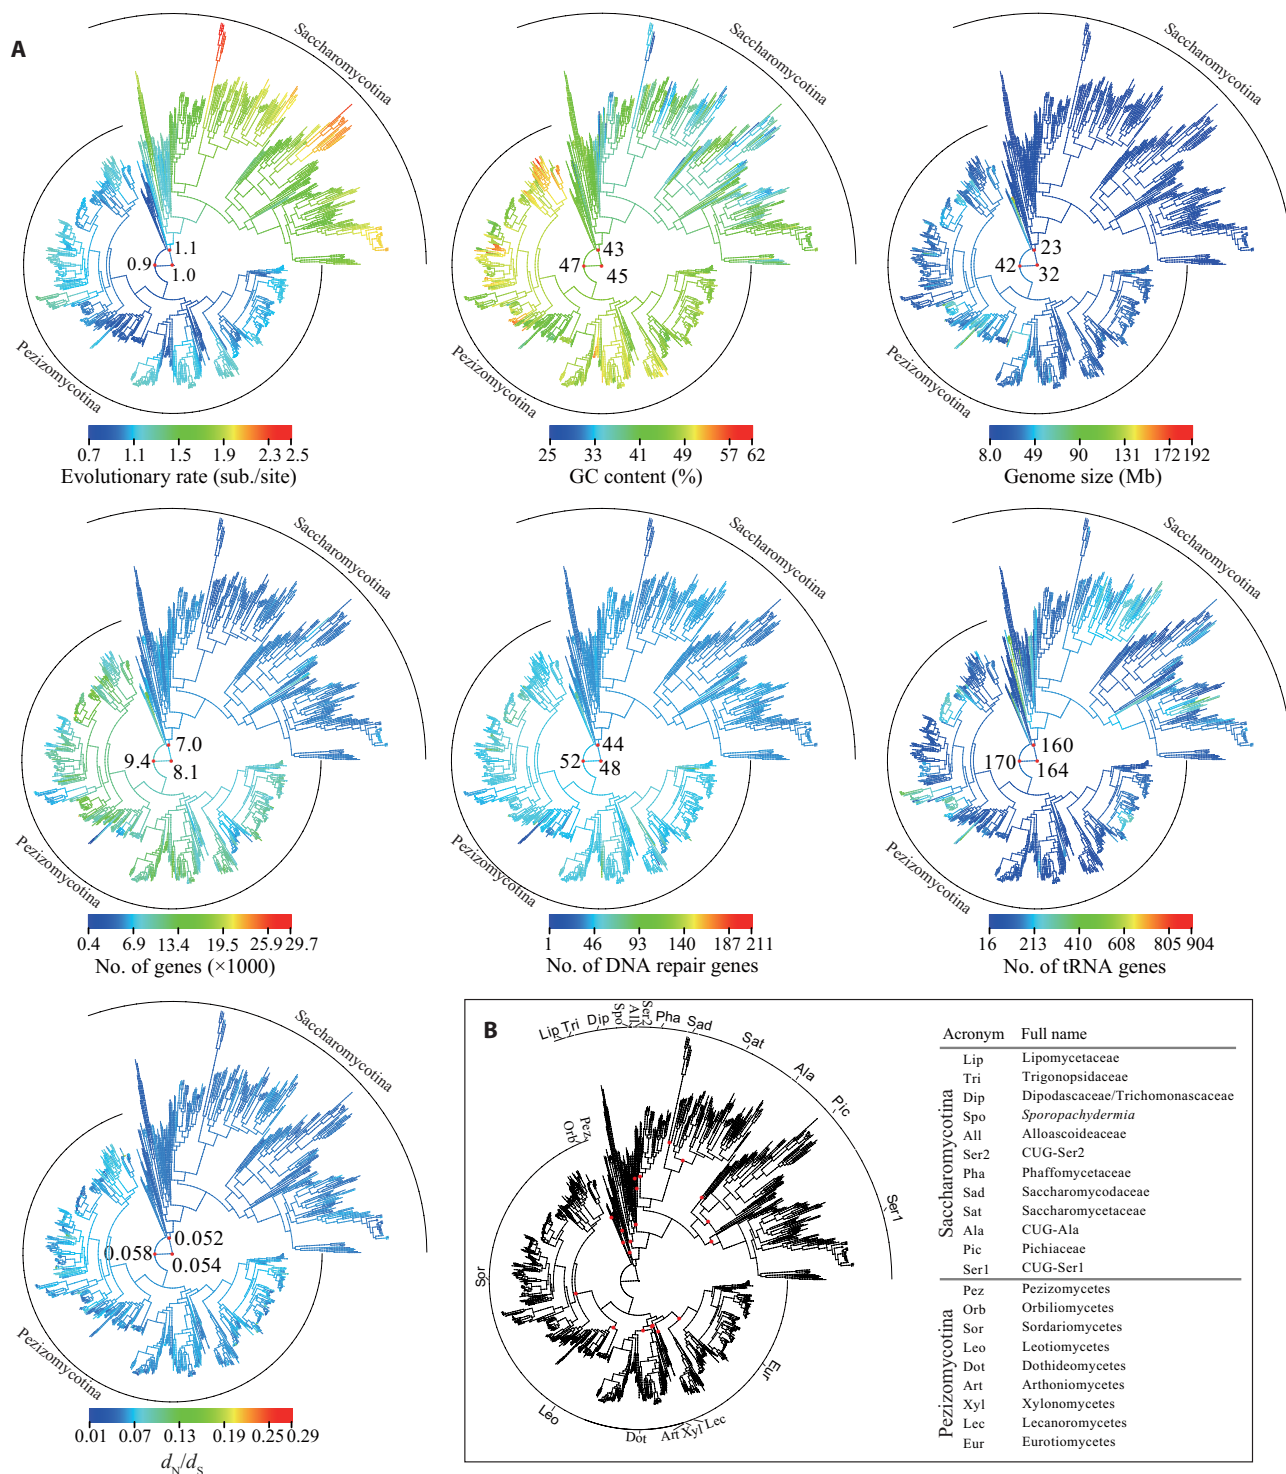 A
Saccharomycotina
Pezizomycotina
0.9
1.1
1.0
0.7 1.1 1.5 1.9 2.3 2.5
Evolutionary rate (sub./site)
Saccharomycotina
Pezizomycotina
47
43
45
25 33 41 49 57 62
GC content (%)
Saccharomycotina
Pezizomycotina
42
23
32
8.0 49 90 131 172 192
Genome size (Mb)
Saccharomycotina
Pezizomycotina
9.4
7.0
8.1
0.4 6.9 13.4 19.5 25.9 29.7
No. of genes (×1000)
Saccharomycotina
Pezizomycotina
52
44
48
1 46 93 140 187 211
No. of DNA repair genes
Saccharomycotina
Pezizomycotina
170
160
164
16 213 410 608 805 904
No. of tRNA genes
Saccharomycotina
Pezizomycotina
0.058
0.052
0.054
0.01 0.07 0.13 0.19 0.25 0.29
dN/dS
B
Lip
Tri
Dip
Spo
All
Ser2
Pha
Sad
Sat
Ala
Pic
Ser1
Pez
Orb
Sor
Leo
Dot
Art
Xyl
Lec
Eur
Acronym Full name
Saccharomycotina
Lip Lipomycetaceae
Tri Trigonopsidaceae
Dip Dipodascaceae/Trichomonascaceae
Spo Sporopachydermia
All Alloascoideaceae
Ser2 CUG-Ser2
Pha Phaffomycetaceae
Sad Saccharomycodaceae
Sat Saccharomycetaceae
Ala CUG-Ala
Pic Pichiaceae
Ser1 CUG-Ser1
Pezizomycotina
Pez Pezizomycetes
Orb Orbiliomycetes
Sor Sordariomycetes
Leo Leotiomycetes
Dot Dothideomycetes
Art Arthoniomycetes
Xyl Xylonomycetes
Lec Lecanoromycetes
Eur Eurotiomycetes